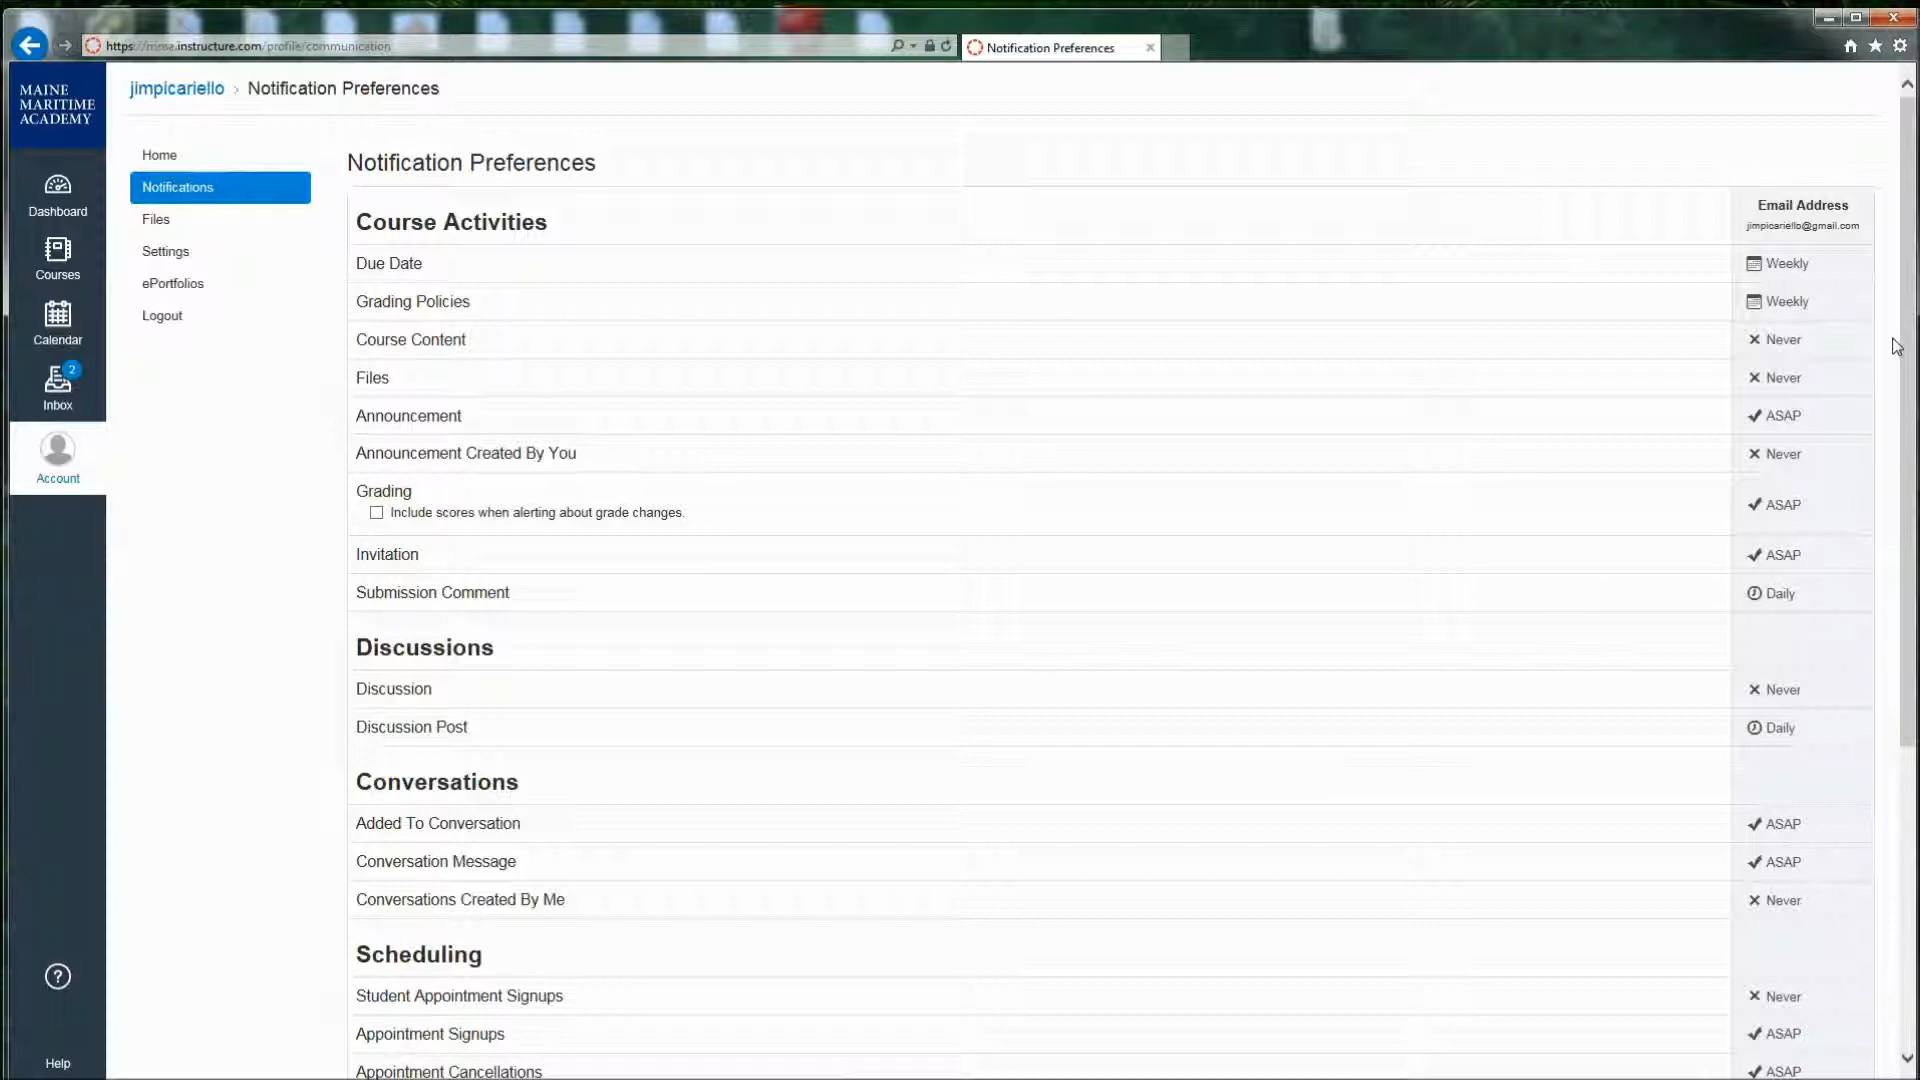 https://mma.instructure.com/profile/communication
Notification Preferences
MAINE
MARITIME
ACADEMY
jimpicariello › Notification Preferences
Home
Notifications
Files
Settings
ePortfolios
Logout
Dashboard
Courses
Calendar
2
Inbox
Account
?
Help
Notification Preferences
Course Activities
Email Address
jimpicariello@gmail.com
Due Date
Weekly
Grading Policies
Weekly
Course Content
Never
Files
Never
Announcement
ASAP
Announcement Created By You
Never
Grading
Include scores when alerting about grade changes.
ASAP
Invitation
ASAP
Submission Comment
Daily
Discussions
Discussion
Never
Discussion Post
Daily
Conversations
Added To Conversation
ASAP
Conversation Message
ASAP
Conversations Created By Me
Never
Scheduling
Student Appointment Signups
Never
Appointment Signups
ASAP
Appointment Cancellations
ASAP